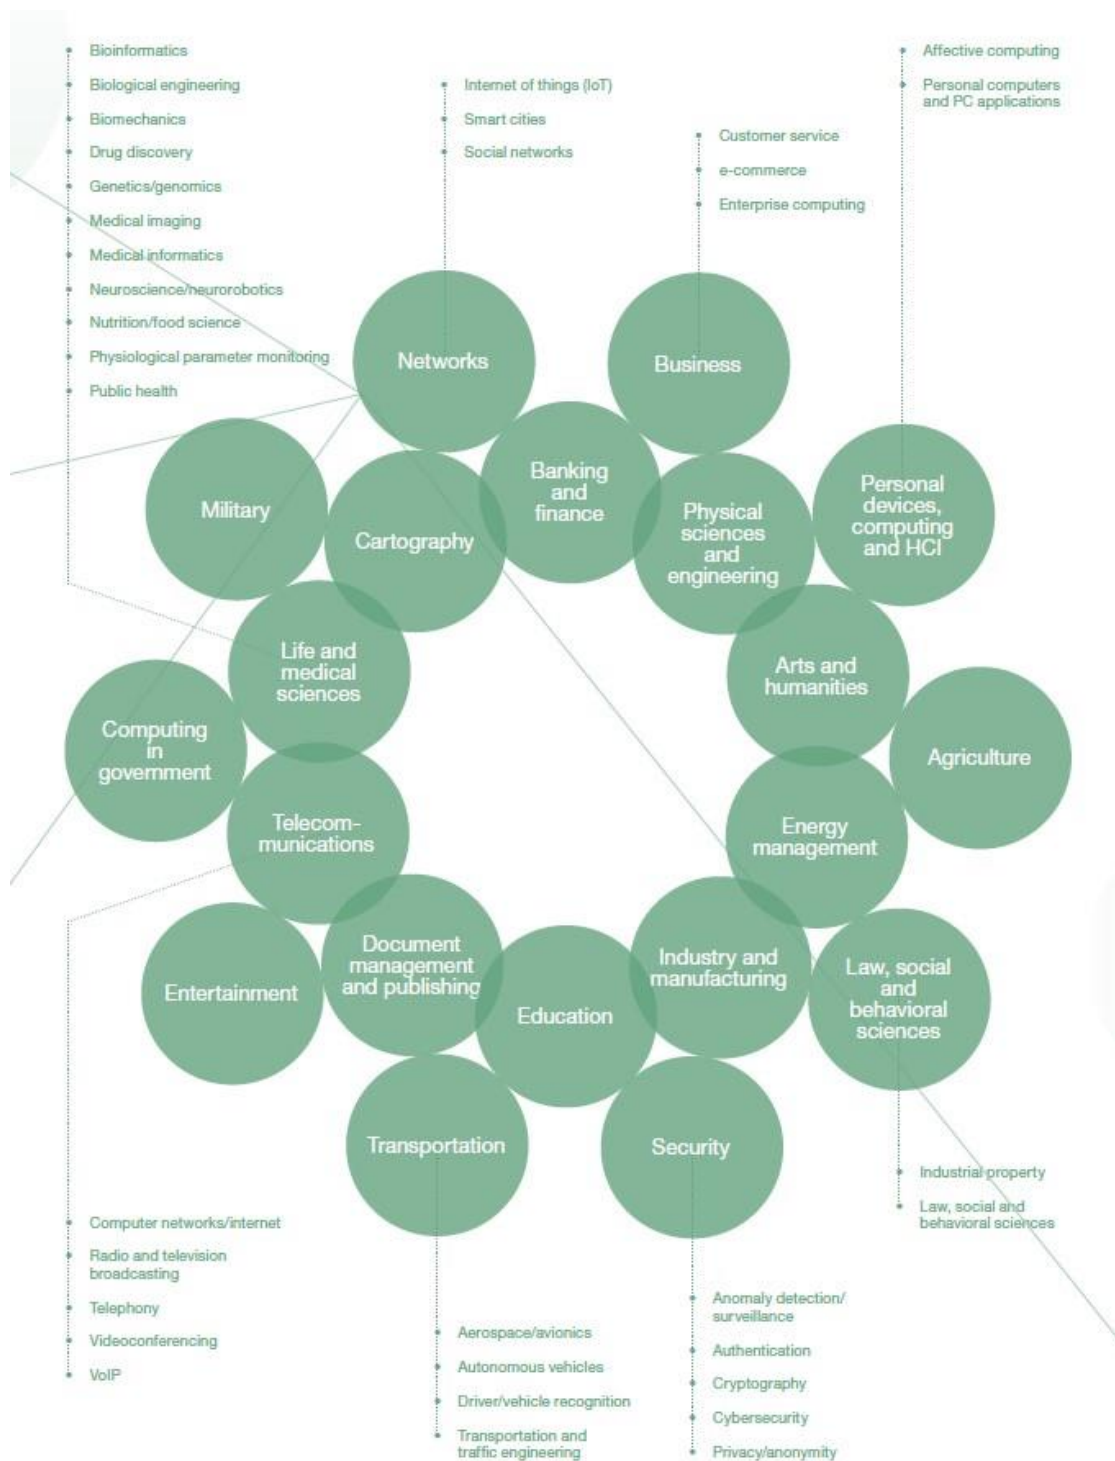 Bioinformatics
Biological engineering
Biomechanics
Drug discovery
Genetics/genomics
Medical imaging
Medical informatics
Neuroscience/neurorobotics
Nutrition/food science
Physiological parameter monitoring
Public health
Internet of things (IoT)
Smart cities
Social networks
Customer service
e-commerce
Enterprise computing
Affective computing
Personal computers
and PC applications
Networks
Business
Banking
and
finance
Personal
devices,
computing
and HCI
Military
Cartography
Physical
sciences
and
engineering
Life and
medical
sciences
Arts and
humanities
Computing
in
government
Agriculture
Telecom-
munications
Energy
management
Document
management
and publishing
Industry and
manufacturing
Law, social
and
behavioral
sciences
Entertainment
Education
Transportation
Security
Industrial property
Law, social and
behavioral sciences
Computer networks/internet
Radio and television
broadcasting
Telephony
Videoconferencing
VoIP
Aerospace/avionics
Autonomous vehicles
Driver/vehicle recognition
Transportation and
traffic engineering
Anomaly detection/
surveillance
Authentication
Cryptography
Cybersecurity
Privacy/anonymity